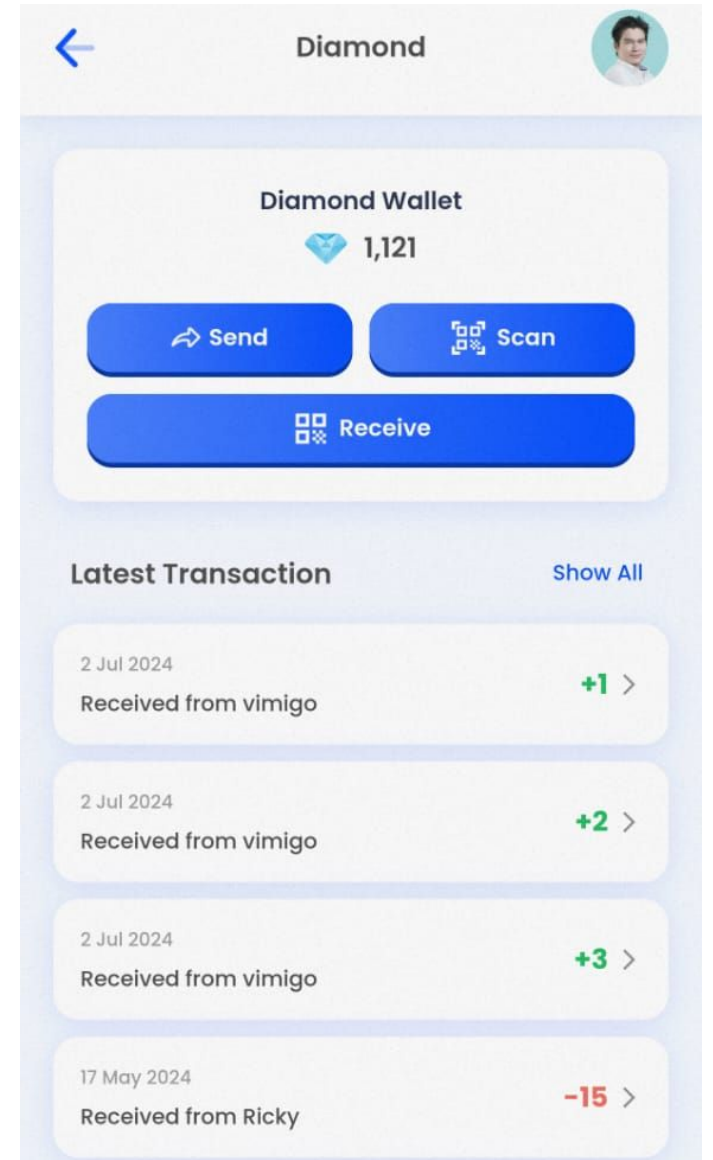 Diamond
Diamond Wallet
1,121
Send
Scan
Receive
Latest Transaction
Show All
2 Jul 2024
Received from vimigo
+1
2 Jul 2024
Received from vimigo
+2
2 Jul 2024
Received from vimigo
+3
17 May 2024
Received from Ricky
-15